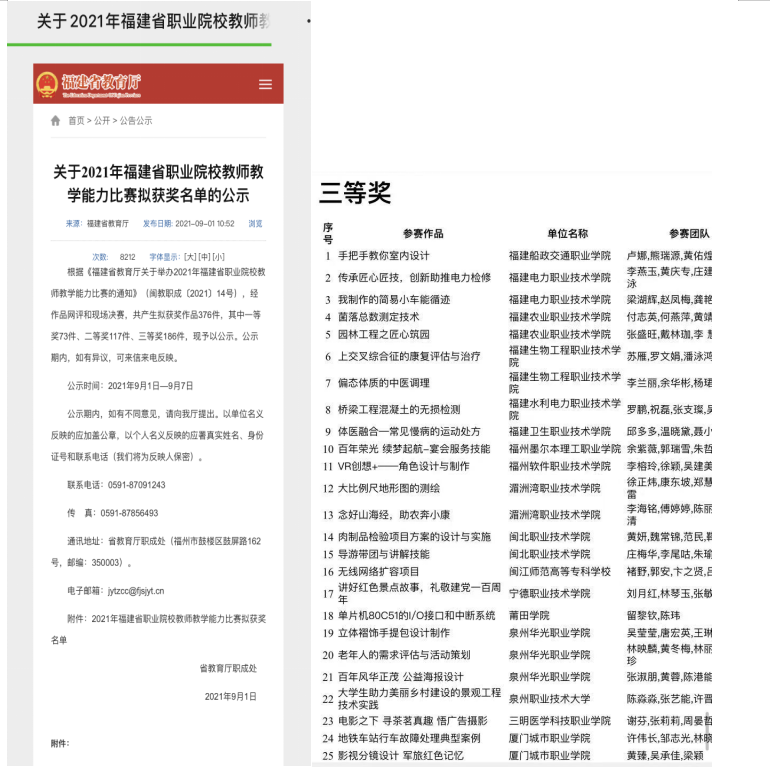 关于 2021年福建省职业院校教师教
福建省教育厅
首页 > 公开 > 公告公示
关于2021年福建省职业院校教师教
学能力比赛拟获奖名单的公示
来源: 福建省教育厅 发布日期: 2021-09-01 10:52 浏览
次数: 8212 字体显示: [大] [中] [小]
根据《福建省教育厅关于举办2021年福建省职业院校教
师教学能力比赛的通知》（闽教职成〔2021〕14号），经
作品网评和现场决赛，共产生拟获奖作品376件，其中一等
奖73件、二等奖117件、三等奖186件，现予以公示。公示
期内，如有异议，可来信来电反映。
公示时间：2021年9月1日—9月7日
公示期内，如有不同意见，请向我厅提出。以单位名义
反映的应加盖公章，以个人名义反映的应署真实姓名、身份
证号和联系电话（我们将为反映人保密）。
联系电话：0591-87091243
传 真：0591-87856493
通讯地址：省教育厅职成处（福州市鼓楼区鼓屏路162
号，邮编：350003）。
电子邮箱：jytzcc@fjsjyt.cn
附件：2021年福建省职业院校教师教学能力比赛拟获奖
名单
省教育厅职成处
2021年9月1日
附件：
三等奖
序号 参赛作品 单位名称 参赛团队
1 手把手教你室内设计 福建船政交通职业学院 卢娜,熊瑞源,黄佑煌
2 传承匠心匠技，创新助推电力检修 福建电力职业技术学院 李燕玉,黄庆专,庄建
泳
3 我制作的简易小车能循迹 福建电力职业技术学院 梁湖辉,赵凤梅,龚艳
4 菌落总数测定技术 福建农业职业技术学院 付志英,何燕萍,黄婧
5 园林工程之匠心筑园 福建农业职业技术学院 张盛旺,戴林珈,李
6 上交叉综合征的康复评估与治疗 福建生物工程职业技术学
院 苏雁,罗文娟,潘泳鸿
7 偏态体质的中医调理 福建生物工程职业技术学
院 李兰丽,余华彬,杨珺
8 桥梁工程混凝土的无损检测 福建水利电力职业技术学
院 罗鹏,祝磊,张支璨,
9 体医融合—常见慢病的运动处方 福建卫生职业技术学院 邱多多,温晓黛,聂小
10 百年荣光 续梦起航–宴会服务技能 福州墨尔本理工职业学院 余紫薇,郭瑞雪,朱哲
11 VR创想+——角色设计与制作 福州软件职业技术学院 李榕玲,徐颖,吴建美
12 大比例尺地形图的测绘 湄洲湾职业技术学院 徐正炜,康东坡,郑慧
雷
13 念好山海经，助农奔小康 湄洲湾职业技术学院 李海铭,傅婷婷,陈丽
清
14 肉制品检验项目方案的设计与实施 闽北职业技术学院 黄妍,魏常锦,范民,
15 导游带团与讲解技能 闽北职业技术学院 庄梅华,李尾咕,朱瑜
16 无线网络扩容项目 闽江师范高等专科学校 褚野,郭安,卞之贤,吕
17 讲好红色景点故事，礼敬建党一百周
年 宁德职业技术学院 刘月红,林琴玉,张敏
18 单片机80C51的I/O接口和中断系统 莆田学院 留黎钦,陈玮
19 立体褶饰手提包设计制作 泉州华光职业学院 吴莹莹,唐宏英,王琳
20 老年人的需求评估与活动策划 泉州华光职业学院 林映麟,黄冬梅,林丽
珍
21 百年风华正茂 公益海报设计 泉州华光职业学院 张淑朋,黄蓉,陈港能
22 大学生助力美丽乡村建设的景观工程
技术实践 泉州职业技术大学 陈淼淼,张艺能,许晋
23 电影之下 寻茶茗真趣 悟广告摄影 三明医学科技职业学院 谢芬,张莉莉,周晏哲
24 地铁车站行车故障处理典型案例 厦门城市职业学院 许伟长,邹志光,林晓
25 影视分镜设计 军旅红色记忆 厦门城市职业学院 黄臻,吴承佳,梁颖